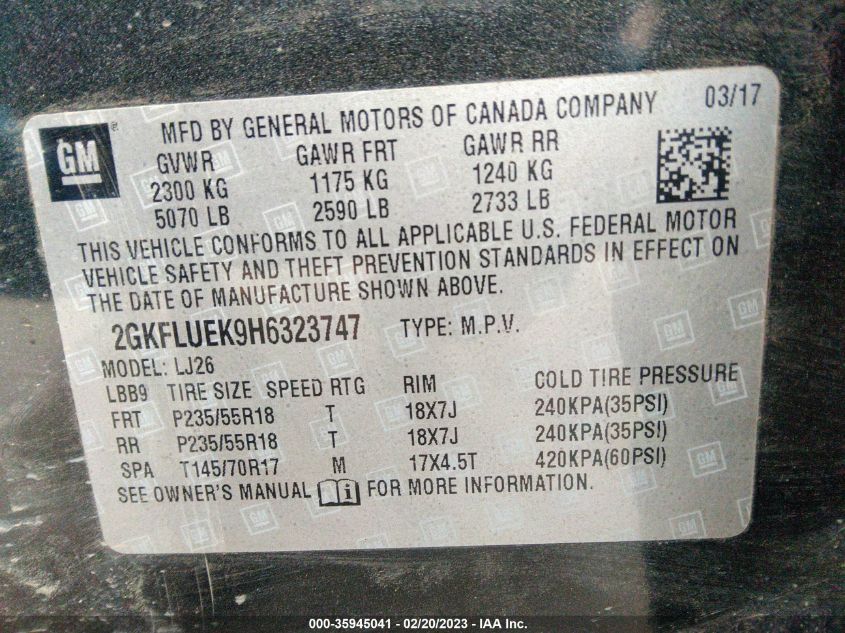 GM ® MFD BY GENERAL MOTORS OF CANADA COMPANY 03/17
GVWR GAWR FRT GAWR RR
2300 KG 1175 KG 1240 KG
5070 LB 2590 LB 2733 LB
THIS VEHICLE CONFORMS TO ALL APPLICABLE U.S. FEDERAL MOTOR
VEHICLE SAFETY AND THEFT PREVENTION STANDARDS IN EFFECT ON
THE DATE OF MANUFACTURE SHOWN ABOVE.
2GKFLUEK9H6323747 TYPE: M.P.V.
MODEL: LJ26
LBB9 TIRE SIZE SPEED RTG RIM COLD TIRE PRESSURE
FRT P235/55R18 T 18X7J 240KPA(35PSI)
RR P235/55R18 T 18X7J 240KPA(35PSI)
SPA T145/70R17 M 17X4.5T 420KPA(60PSI)
SEE OWNER'S MANUAL FOR MORE INFORMATION.
000-35945041 - 02/20/2023 - IAA Inc.